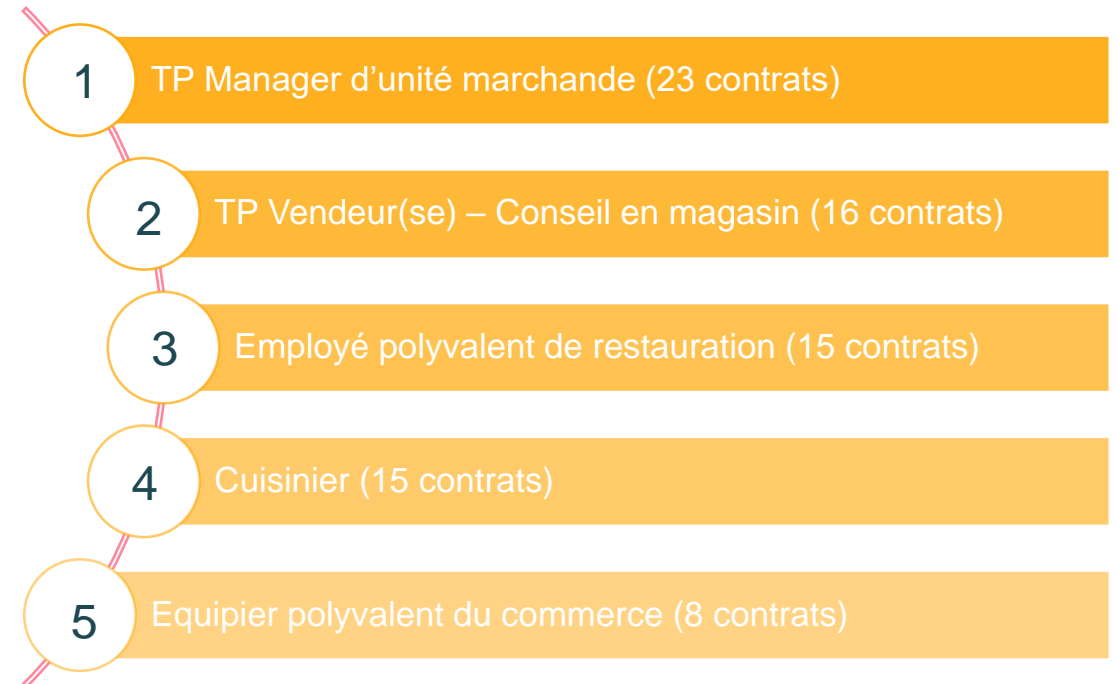 1
TP Manager d’unité marchande (23 contrats)
2
TP Vendeur(se) – Conseil en magasin (16 contrats)
3
Employé polyvalent de restauration (15 contrats)
4
Cuisinier (15 contrats)
5
Equipier polyvalent du commerce (8 contrats)